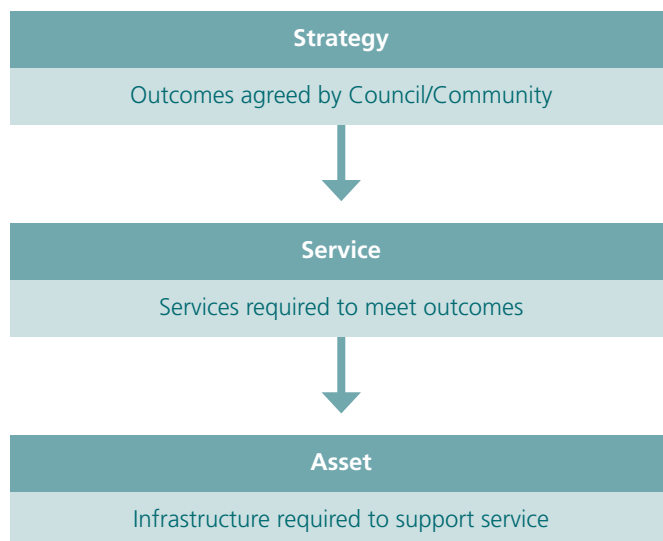 Strategy
Outcomes agreed by Council/Community
Service
Services required to meet outcomes
Asset
Infrastructure required to support service